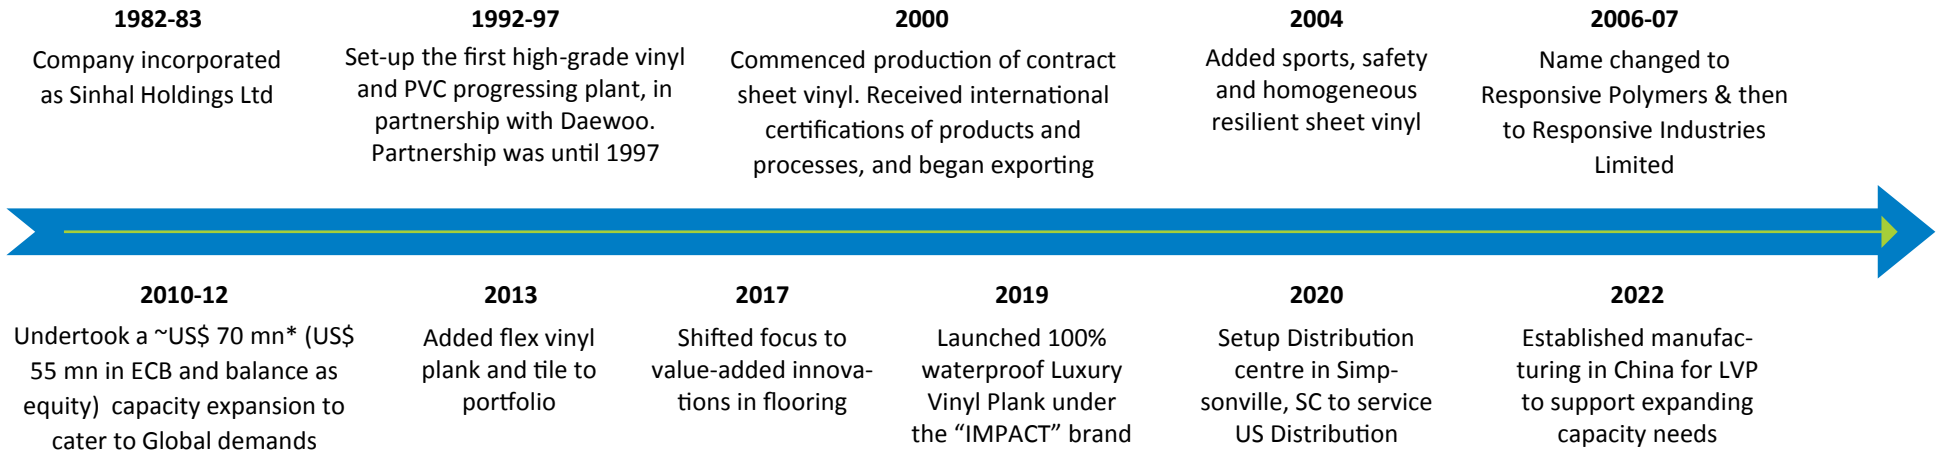 1982-83
Company incorporated
as Sinhal Holdings Ltd
1992-97
Set-up the first high-grade vinyl
and PVC progressing plant, in
partnership with Daewoo.
Partnership was until 1997
2000
Commenced production of contract
sheet vinyl. Received international
certifications of products and
processes, and began exporting
2004
Added sports, safety
and homogeneous
resilient sheet vinyl
2006-07
Name changed to
Responsive Polymers & then
to Responsive Industries
Limited
2010-12
Undertook a ~US$ 70 mn* (US$
55 mn in ECB and balance as
equity)  capacity expansion to
cater to Global demands
2013
Added flex vinyl
plank and tile to
portfolio
2017
Shifted focus to
value-added innova-
tions in flooring
2019
Launched 100%
waterproof Luxury
Vinyl Plank under
the “IMPACT” brand
2020
Setup Distribution
centre in Simp-
sonville, SC to service
US Distribution
2022
Established manufac-
turing in China for LVP
to support expanding
capacity needs